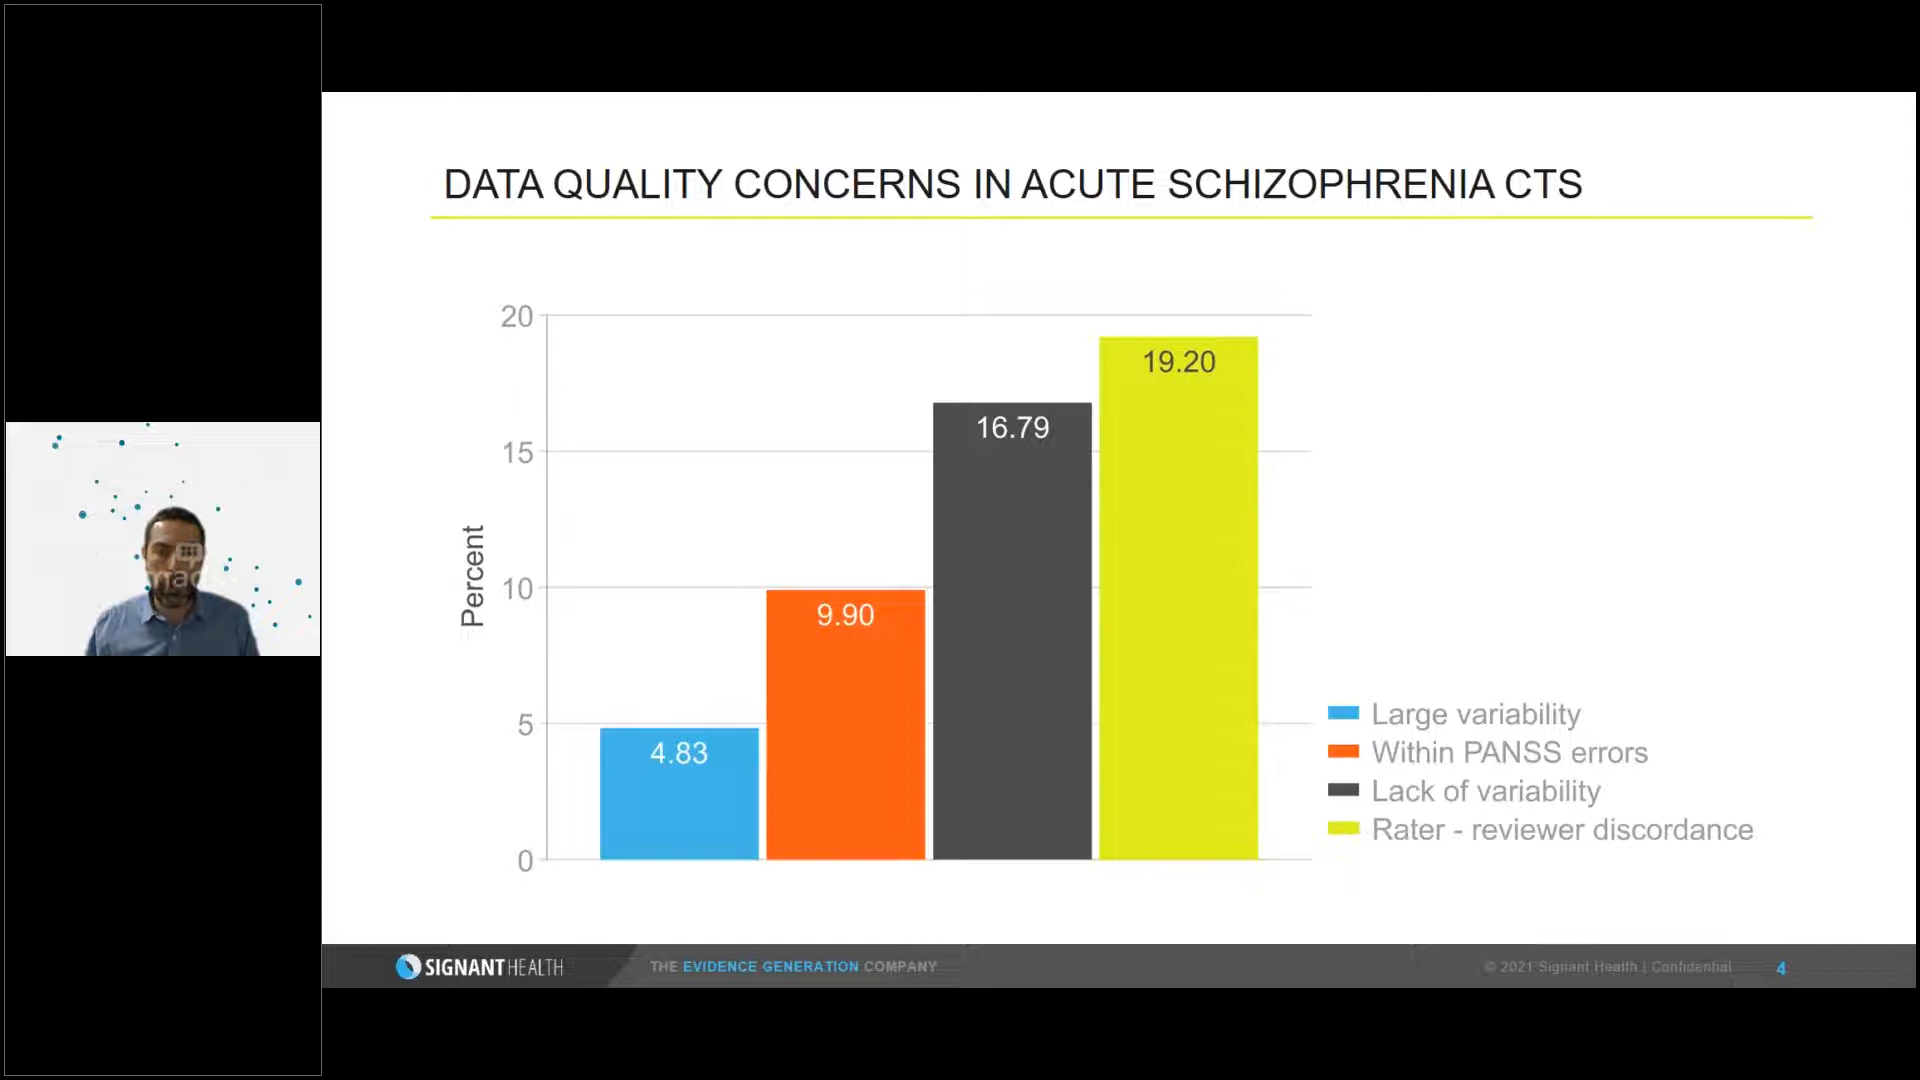 DATA QUALITY CONCERNS IN ACUTE SCHIZOPHRENIA CTS
20
15
10
5
0
Percent
4.83
9.90
16.79
19.20
Large variability
Within PANSS errors
Lack of variability
Rater - reviewer discordance
SIGNANT HEALTH
THE EVIDENCE GENERATION COMPANY
© 2021 Signant Health | Confidential
4